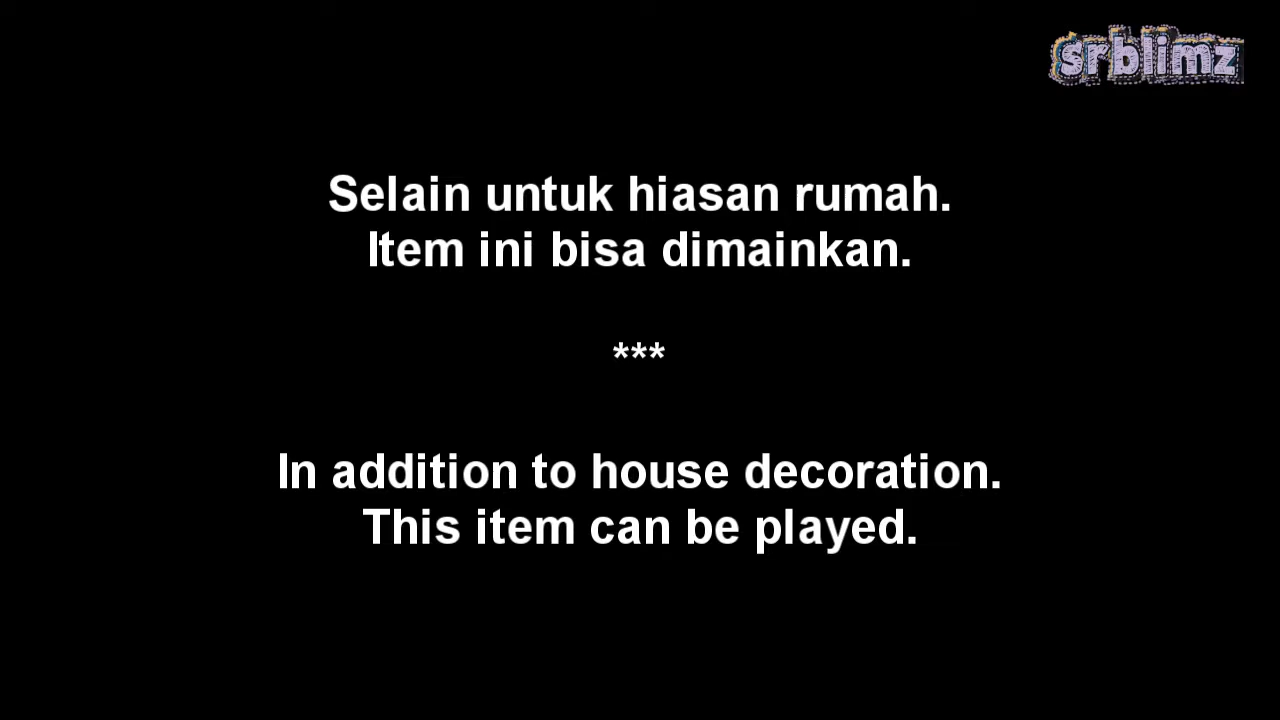 srblimz
Selain untuk hiasan rumah.
Item ini bisa dimainkan.
***
In addition to house decoration.
This item can be played.